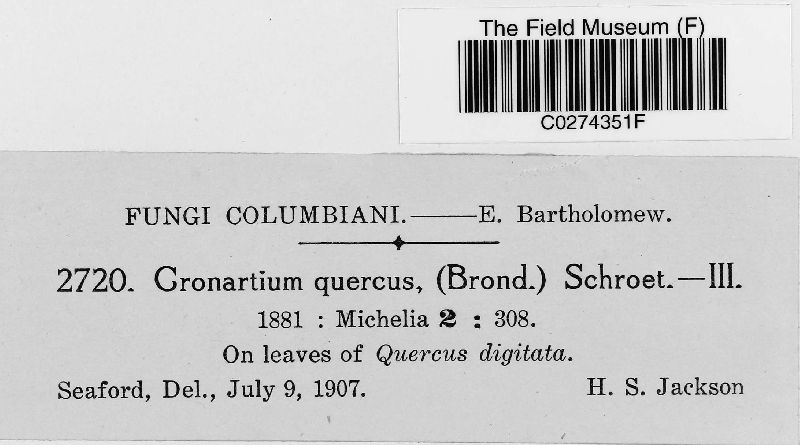 The Field Museum (F)
C0274351F
FUNGI COLUMBIANI.——E. Bartholomew.
2720. Cronartium quercus, (Brond.) Schroet.—III.
1881 : Michelia 2 : 308.
On leaves of Quercus digitata.
Seaford, Del., July 9, 1907. H. S. Jackson